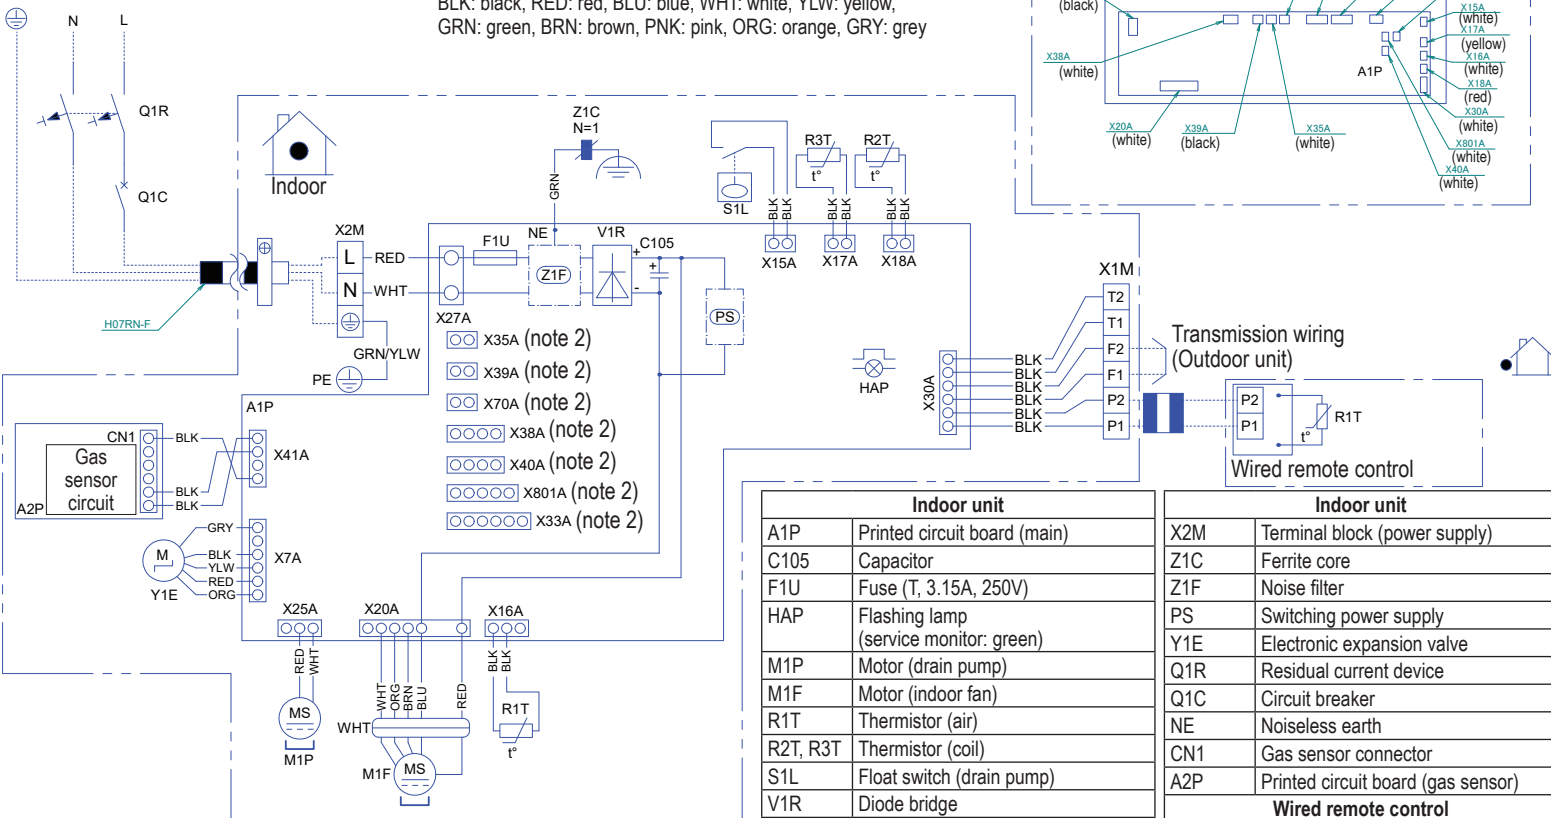 BLK: black, RED: red, BLU: blue, WHT: white, YLW: yellow,
GRN: green, BRN: brown, PNK: pink, ORG: orange, GRY: grey
(black)
X38A
(white)
X20A
(white)
X39A
(black)
X35A
(white)
A1P
X15A
(white)
X17A
(yellow)
X16A
(white)
X18A
(red)
X30A
(white)
X801A
(white)
X40A
(white)
N
L
Q1R
Q1C
Indoor
H07RN-F
X2M
L
N
RED
WHT
GRN/YLW
PE
X27A
F1U
NE
Z1F
Z1C
N=1
GRN
V1R
C105
+
+
-
PS
S1L
BLK
BLK
X15A
R3T
t°
BLK
BLK
X17A
R2T
t°
BLK
BLK
X18A
X35A (note 2)
X39A (note 2)
X70A (note 2)
X38A (note 2)
X40A (note 2)
X801A (note 2)
X33A (note 2)
HAP
X30A
BLK
BLK
BLK
BLK
BLK
BLK
X1M
T2
T1
F2
F1
P2
P1
Transmission wiring
(Outdoor unit)
P2
P1
R1T
t°
Wired remote control
A1P
CN1
Gas
sensor
circuit
A2P
BLK
BLK
BLK
X41A
M
Y1E
GRY
BLK
YLW
RED
ORG
X7A
X25A
RED
WHT
MS
M1P
X20A
WHT
ORG
BRN
BLU
RED
WHT
M1F
MS
X16A
BLK
BLK
R1T
t°
Indoor unit
A1P Printed circuit board (main)
C105 Capacitor
F1U Fuse (T, 3.15A, 250V)
HAP Flashing lamp
(service monitor: green)
M1P Motor (drain pump)
M1F Motor (indoor fan)
R1T Thermistor (air)
R2T, R3T Thermistor (coil)
S1L Float switch (drain pump)
V1R Diode bridge
Indoor unit
X2M Terminal block (power supply)
Z1C Ferrite core
Z1F Noise filter
PS Switching power supply
Y1E Electronic expansion valve
Q1R Residual current device
Q1C Circuit breaker
NE Noiseless earth
CN1 Gas sensor connector
A2P Printed circuit board (gas sensor)
Wired remote control